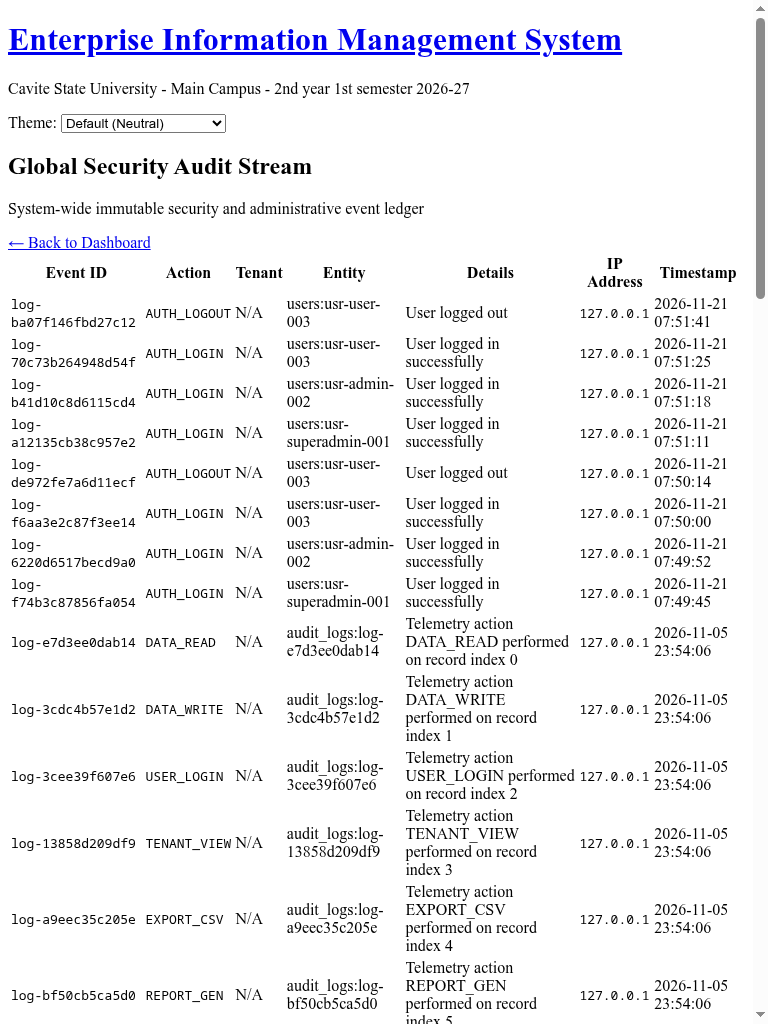 Enterprise Information Management System
Cavite State University - Main Campus - 2nd year 1st semester 2026-27
Theme: Default (Neutral)
Global Security Audit Stream
System-wide immutable security and administrative event ledger
← Back to Dashboard
Event ID Action Tenant Entity Details IP Address Timestamp
log-ba07f146fbd27c12 AUTH_LOGOUT N/A users:usr-user-003 User logged out 127.0.0.1 2026-11-21 07:51:41
log-70c73b264948d54f AUTH_LOGIN N/A users:usr-user-003 User logged in successfully 127.0.0.1 2026-11-21 07:51:25
log-b41d10c8d6115cd4 AUTH_LOGIN N/A users:usr-admin-002 User logged in successfully 127.0.0.1 2026-11-21 07:51:18
log-a12135cb38c957e2 AUTH_LOGIN N/A users:usr-superadmin-001 User logged in successfully 127.0.0.1 2026-11-21 07:51:11
log-de972fe7a6d11ecf AUTH_LOGOUT N/A users:usr-user-003 User logged out 127.0.0.1 2026-11-21 07:50:14
log-f6aa3e2c87f3ee14 AUTH_LOGIN N/A users:usr-user-003 User logged in successfully 127.0.0.1 2026-11-21 07:50:00
log-6220d6517becd9a0 AUTH_LOGIN N/A users:usr-admin-002 User logged in successfully 127.0.0.1 2026-11-21 07:49:52
log-f74b3c87856fa054 AUTH_LOGIN N/A users:usr-superadmin-001 User logged in successfully 127.0.0.1 2026-11-21 07:49:45
log-e7d3ee0dab14 DATA_READ N/A audit_logs:log-e7d3ee0dab14 Telemetry action DATA_READ performed on record index 0 127.0.0.1 2026-11-05 23:54:06
log-3cdc4b57e1d2 DATA_WRITE N/A audit_logs:log-3cdc4b57e1d2 Telemetry action DATA_WRITE performed on record index 1 127.0.0.1 2026-11-05 23:54:06
log-3cee39f607e6 USER_LOGIN N/A audit_logs:log-3cee39f607e6 Telemetry action USER_LOGIN performed on record index 2 127.0.0.1 2026-11-05 23:54:06
log-13858d209df9 TENANT_VIEW N/A audit_logs:log-13858d209df9 Telemetry action TENANT_VIEW performed on record index 3 127.0.0.1 2026-11-05 23:54:06
log-a9eec35c205e EXPORT_CSV N/A audit_logs:log-a9eec35c205e Telemetry action EXPORT_CSV performed on record index 4 127.0.0.1 2026-11-05 23:54:06
log-bf50cb5ca5d0 REPORT_GEN N/A audit_logs:log-bf50cb5ca5d0 Telemetry action REPORT_GEN performed on record index 5 127.0.0.1 2026-11-05 23:54:06